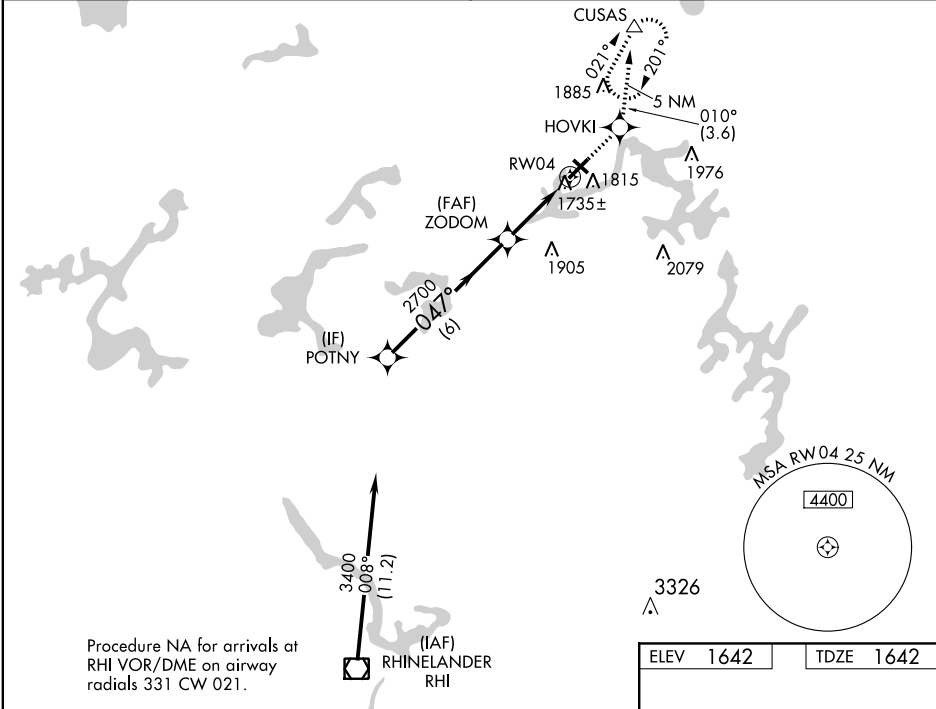 CUSAS
021°
201°
1885
5 NM
010°
(3.6)
HOVKI
RW04
1976
1815
1735±
(FAF)
ZODOM
1905
2079
2700
047°
(6)
(IF)
POTNY
MSA RW04 25 NM
4400
3400
008°
(11.2)
3326
(IAF)
RHINELANDER
RHI
Procedure NA for arrivals at
RHI VOR/DME on airway
radials 331 CW 021.
ELEV 1642
TDZE 1642